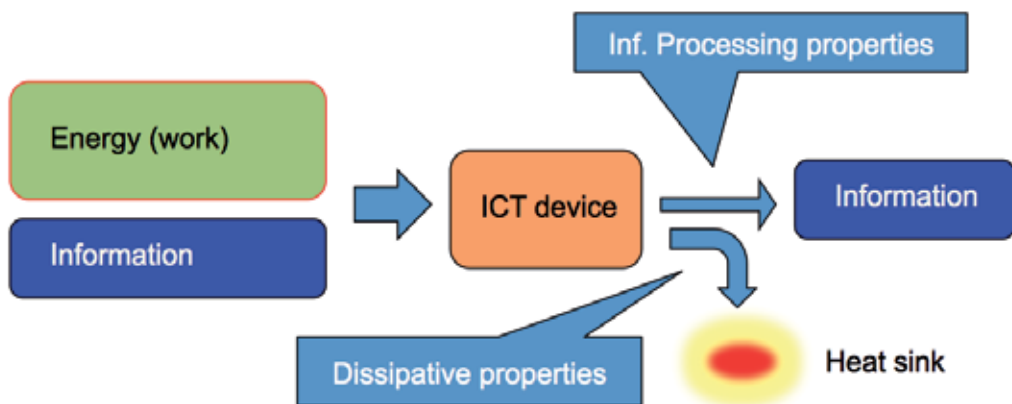 Inf. Processing properties
Energy (work)
Information
ICT device
Information
Dissipative properties
Heat sink